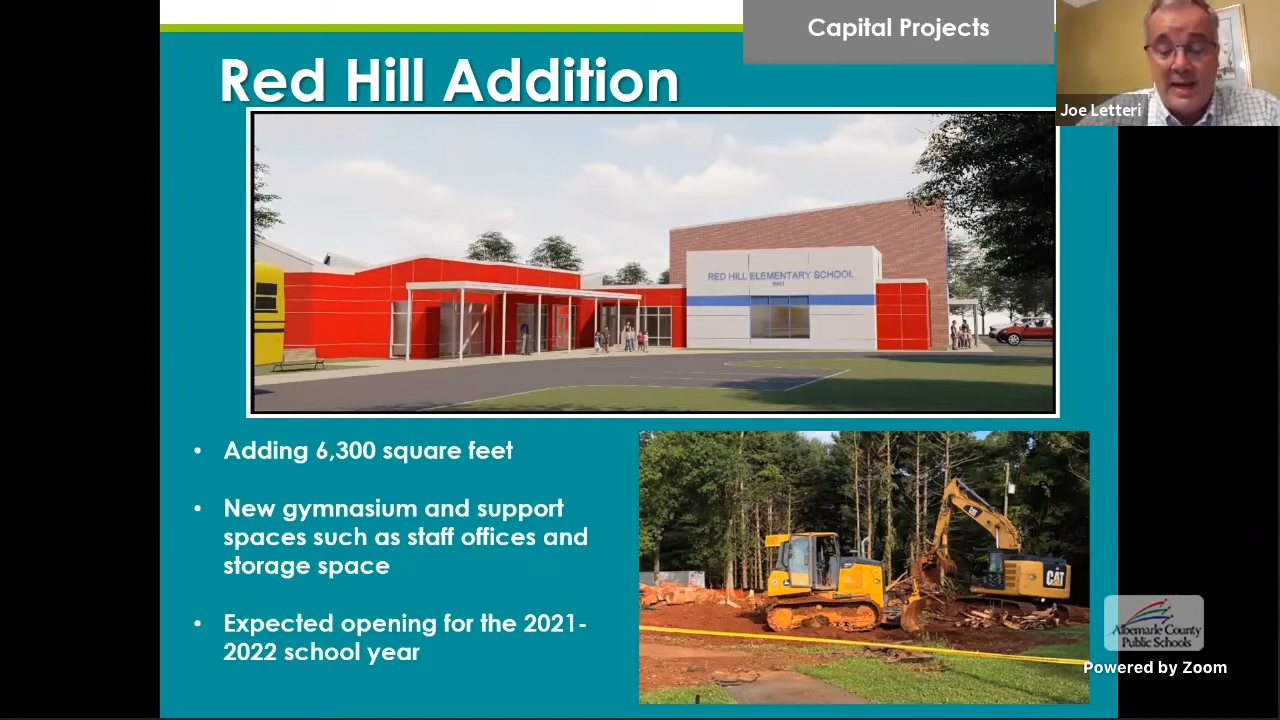 Capital Projects
Red Hill Addition
Joe Letteri
RED HILL ELEMENTARY SCHOOL
• Adding 6,300 square feet
• New gymnasium and support
spaces such as staff offices and
storage space
• Expected opening for the 2021-
2022 school year
CAT
CAT
Albemarle County
Public Schools
Powered by Zoom